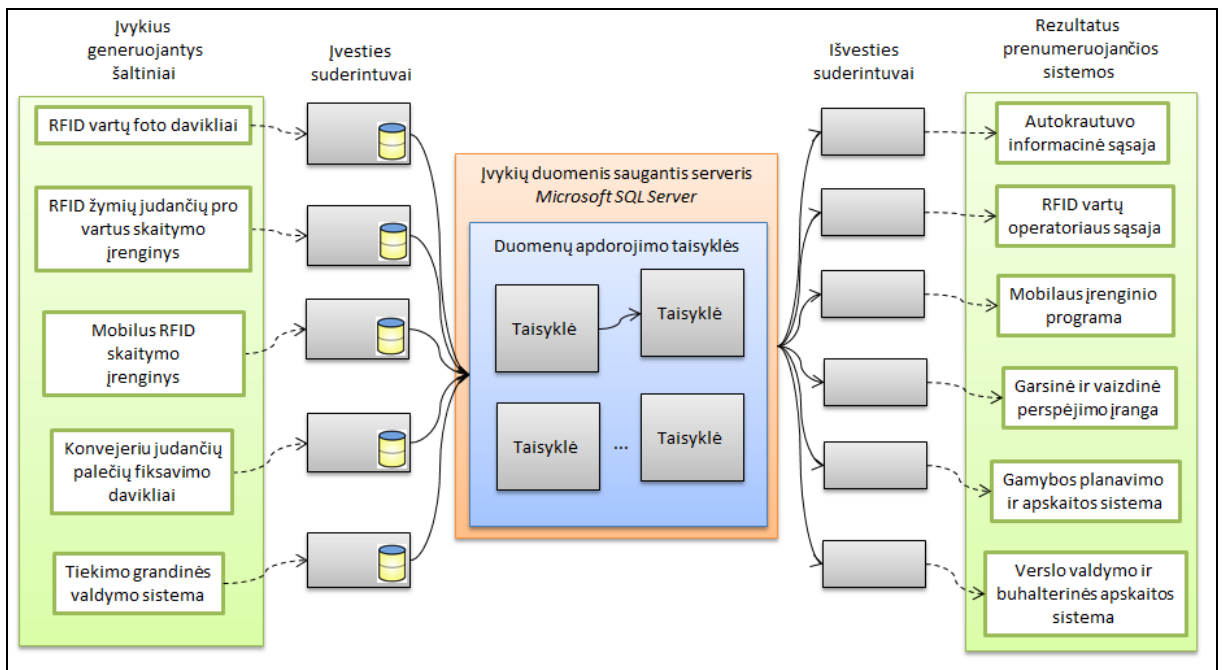 Įvykius
generuojantys
šaltiniai
RFID vartų foto davikliai
RFID žymių judančių pro
vartus skaitymo
įrenginys
Mobilus RFID
skaitymo
įrenginys
Konvejeriu judančių
palečių fiksavimo
davikliai
Tiekimo grandinės
valdymo sistema
Įvesties
suderintuvai
Įvykių duomenis saugantis serveris
Microsoft SQL Server
Duomenų apdorojimo taisyklės
Taisyklė
Taisyklė
Taisyklė
...
Taisyklė
Išvesties
suderintuvai
Rezultatus
prenumeruojančios
sistemos
Autokrautuvo
informacinė sąsaja
RFID vartų
operatoriaus sąsaja
Mobilaus įrenginio
programa
Garsinė ir vaizdinė
perspėjimo įranga
Gamybos planavimo
ir apskaitos sistema
Verslo valdymo ir
buhalterinės apskaitos
sistema